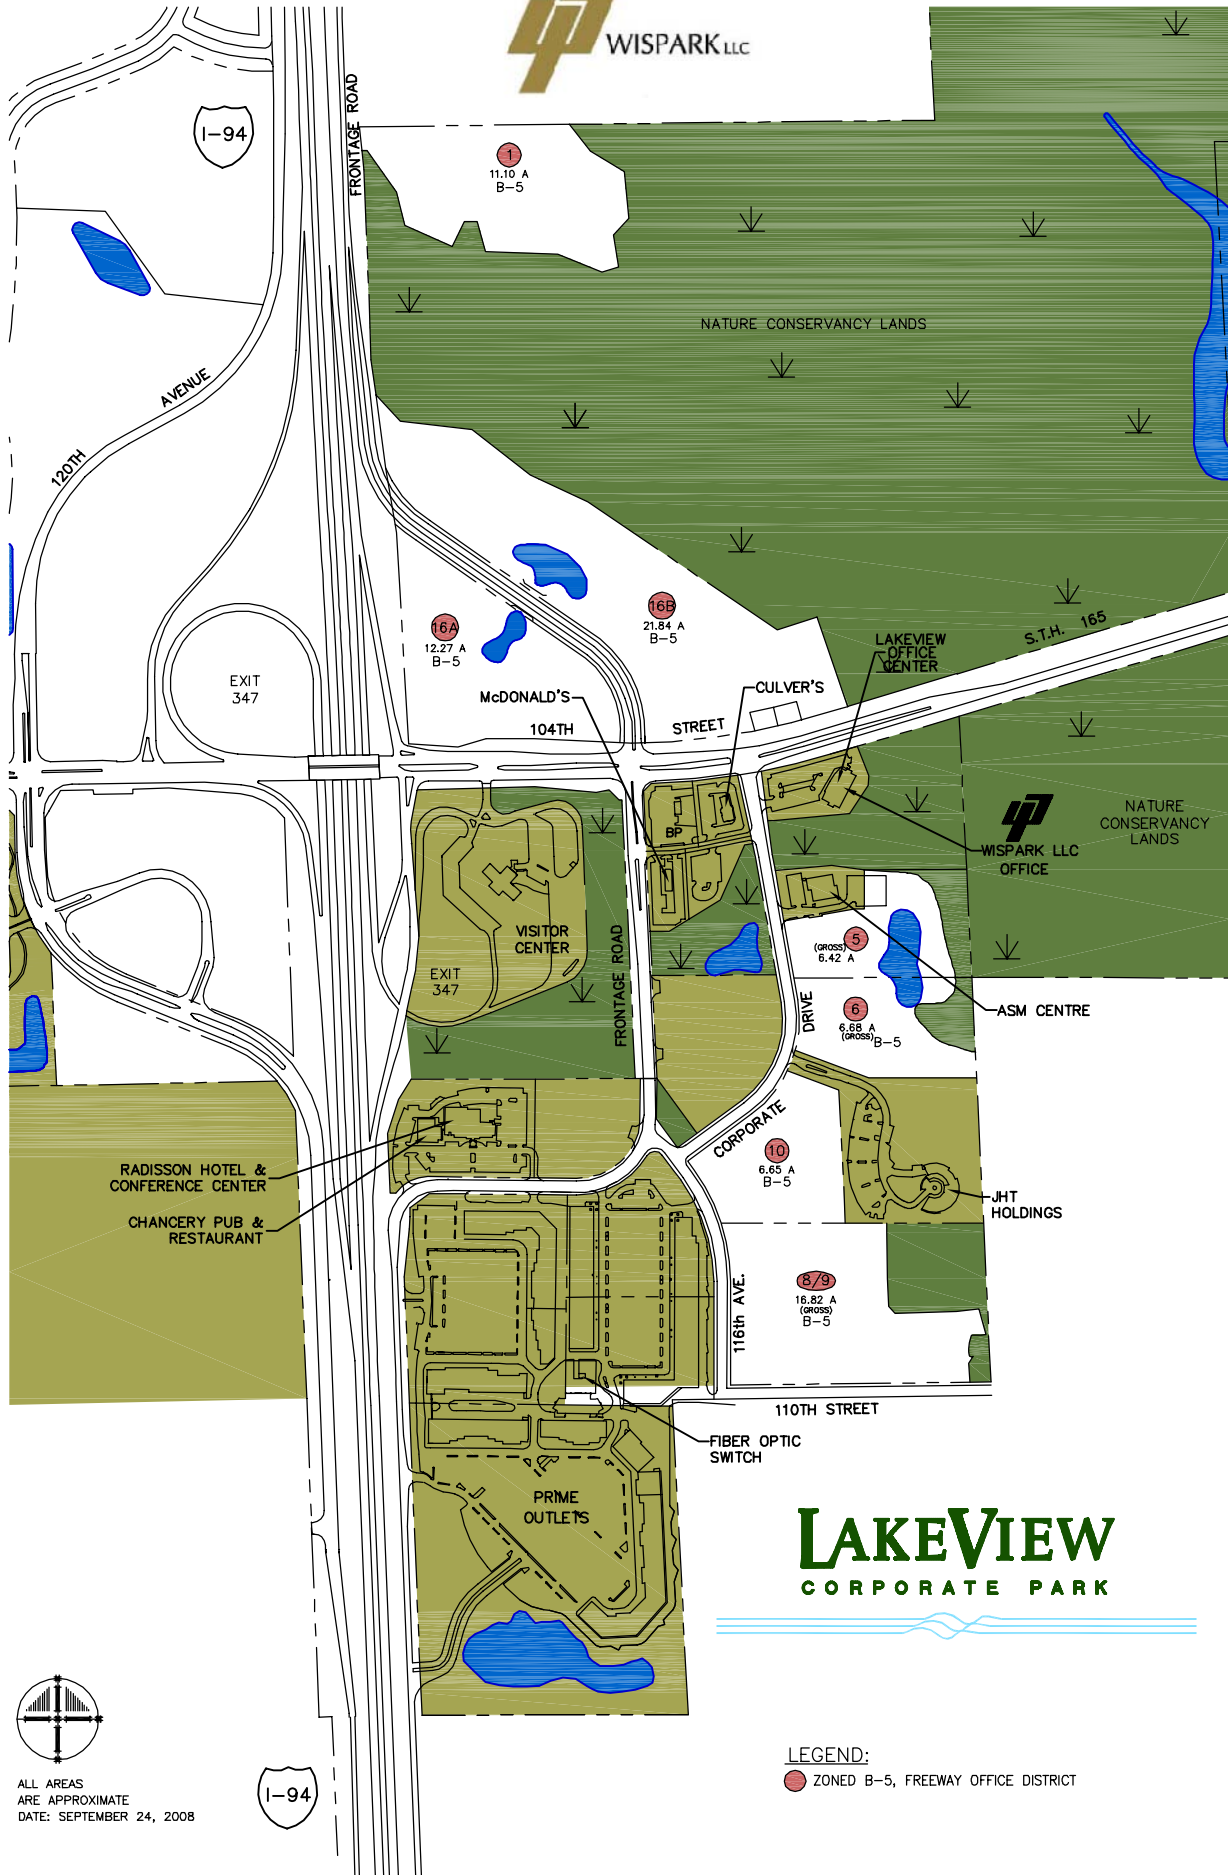 WISPARK LLC
FRONTAGE ROAD
I-94
1
11.10 A
B-5
NATURE CONSERVANCY LANDS
120TH
AVENUE
16A
12.27 A
B-5
16B
21.84 A
B-5
S.T.H. 165
LAKEVIEW
OFFICE
CENTER
EXIT
347
McDONALD'S
CULVER'S
104TH
STREET
BP
NATURE
CONSERVANCY
LANDS
WISPARK LLC
OFFICE
VISITOR
CENTER
EXIT
347
FRONTAGE ROAD
5
(GROSS)
6.42 A
6
6.68 A
(GROSS)
B-5
ASM CENTRE
CORPORATE
DRIVE
10
6.65 A
B-5
RADISSON HOTEL &
CONFERENCE CENTER
CHANCERY PUB &
RESTAURANT
JHT
HOLDINGS
8/9
16.82 A
(GROSS)
B-5
116th AVE.
110TH STREET
FIBER OPTIC
SWITCH
PRIME
OUTLETS
LAKEVIEW
CORPORATE PARK
ALL AREAS
ARE APPROXIMATE
DATE: SEPTEMBER 24, 2008
I-94
LEGEND:
ZONED B-5, FREEWAY OFFICE DISTRICT